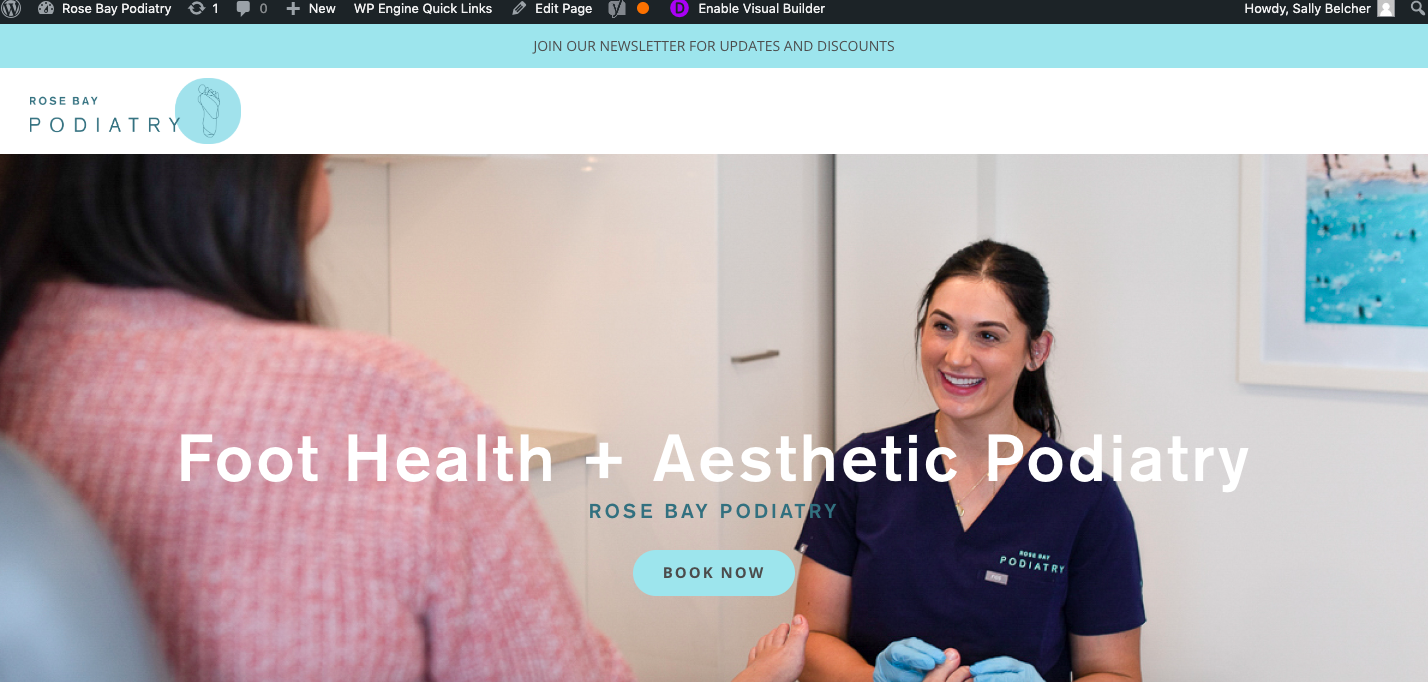 Rose Bay Podiatry 1 0 New WP Engine Quick Links Edit Page D Enable Visual Builder Howdy, Sally Belcher
JOIN OUR NEWSLETTER FOR UPDATES AND DISCOUNTS
ROSE BAY
PODIATRY
Foot Health + Aesthetic Podiatry
ROSE BAY PODIATRY
BOOK NOW
ROSE BAY
PODIATRY